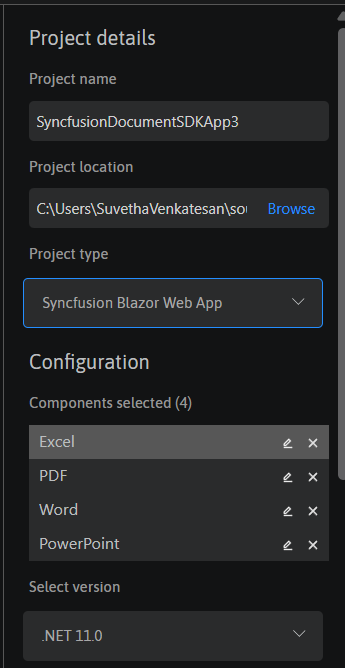 Project details
Project name
SyncfusionDocumentSDKApp3
Project location
C:\Users\SuvethaVenkatesan\sou Browse
Project type
Syncfusion Blazor Web App
Configuration
Components selected (4)
Excel
PDF
Word
PowerPoint
Select version
.NET 11.0